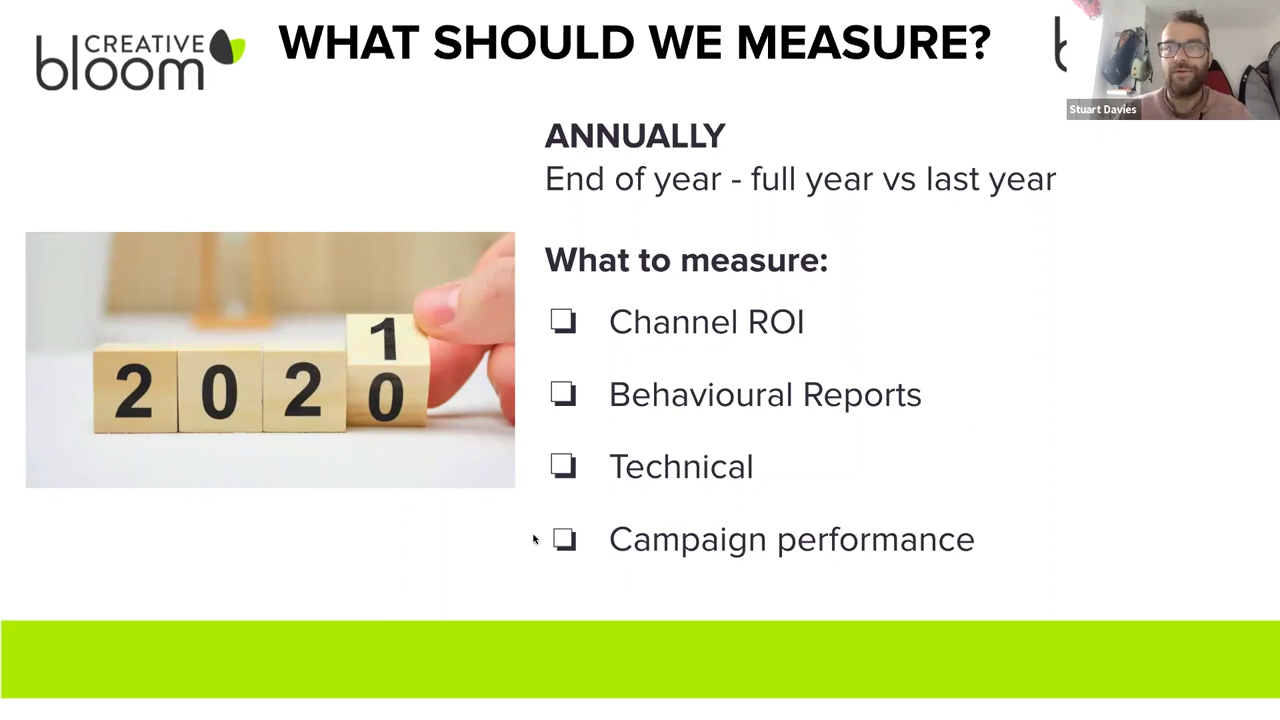 CREATIVE
bloom
WHAT SHOULD WE MEASURE?
b
Stuart Davies
ANNUALLY
End of year - full year vs last year
What to measure:
Channel ROI
Behavioural Reports
Technical
Campaign performance
2 0 2 1
0